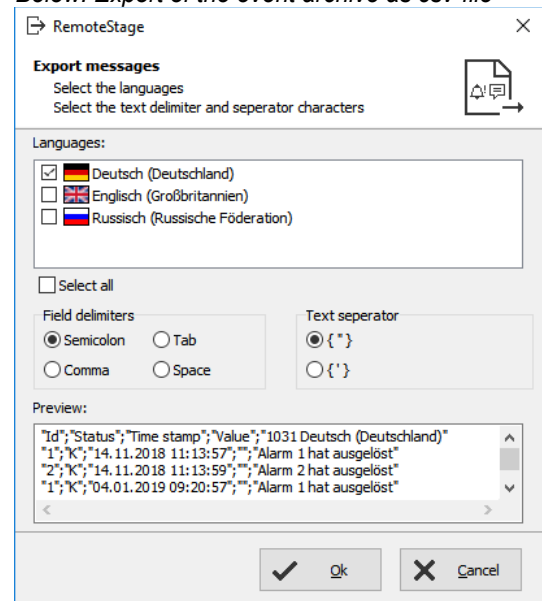 Below: Export of the event archive as csv file
RemoteStage
Export messages
Select the languages
Select the text delimiter and seperator characters
Languages:
Deutsch (Deutschland)
Englisch (Großbritannien)
Russisch (Russische Föderation)
Select all
Field delimiters
Semicolon
Tab
Comma
Space
Text seperator
{"}
{'}
Preview:
"Id";"Status";"Time stamp";"Value";"1031 Deutsch (Deutschland)"
"1";"K";"14.11.2018 11:13:57";"";"Alarm 1 hat ausgelöst"
"2";"K";"14.11.2018 11:13:59";"";"Alarm 2 hat ausgelöst"
"1";"K";"04.01.2019 09:20:57";"";"Alarm 1 hat ausgelöst"
Ok
Cancel